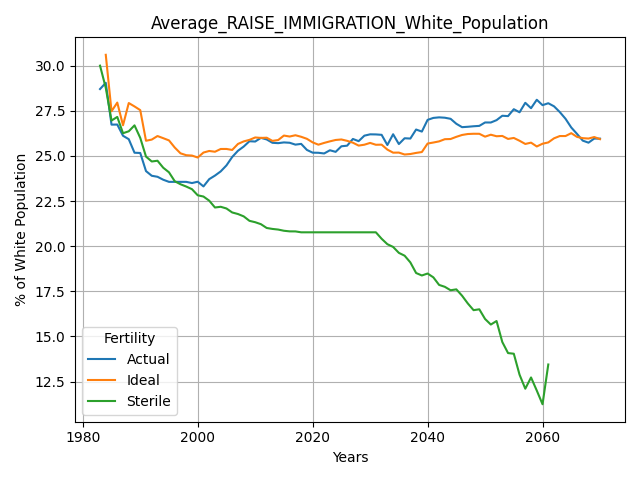 Average_RAISE_IMMIGRATION_White_Population
% of White Population
30.0
27.5
25.0
22.5
20.0
17.5
15.0
12.5
Fertility
Actual
Ideal
Sterile
1980
2000
2020
2040
2060
Years